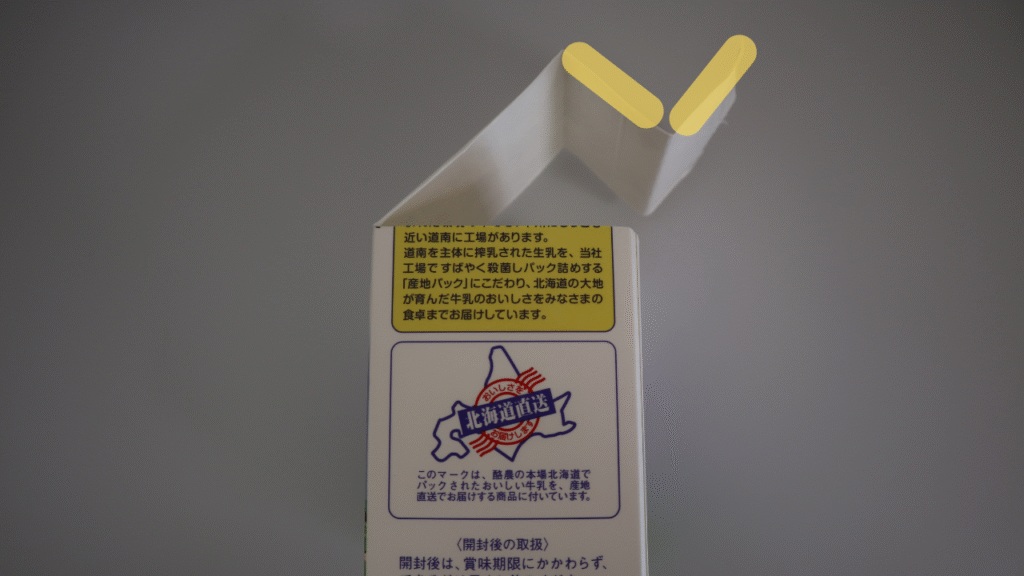 近い道南に工場があります。
道南を主体に搾乳された生乳を、当社
工場ですばやく殺菌しパック詰めする
「産地パック」にこだわり、北海道の大地
が育んだ牛乳のおいしさをみなさまの
食卓までお届けしています。
おいしさを
北海道直送
お届けします
このマークは、酪農の本場北海道で
パックされたおいしい牛乳を、産地
直送でお届けする商品に付いています。
〈開封後の取扱〉
開封後は、賞味期限にかかわらず、